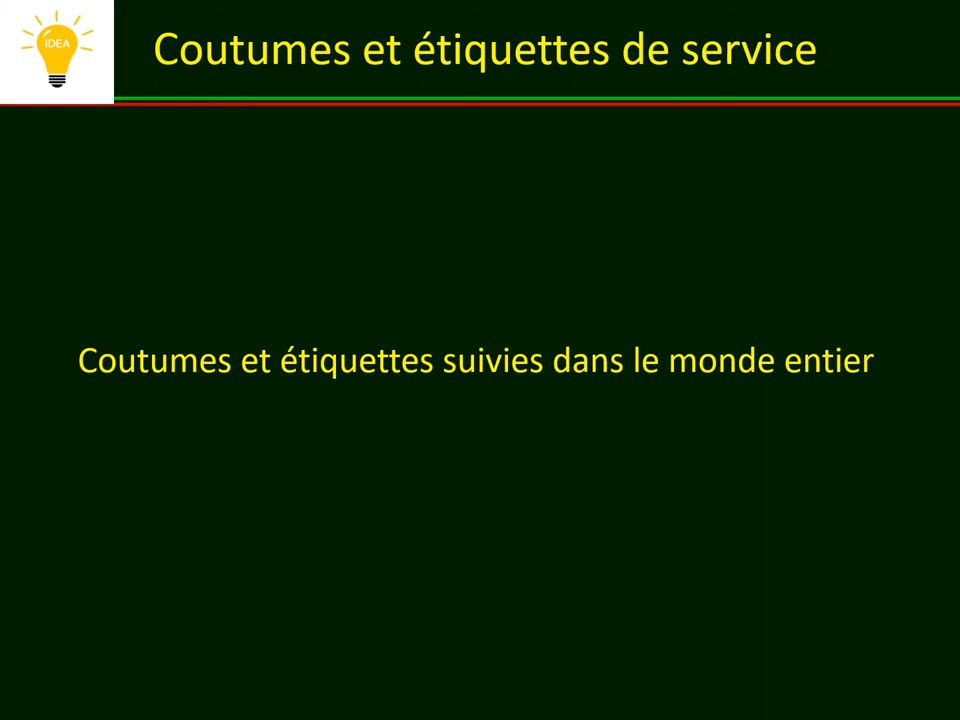 IDEA
Coutumes et étiquettes de service
Coutumes et étiquettes suivies dans le monde entier